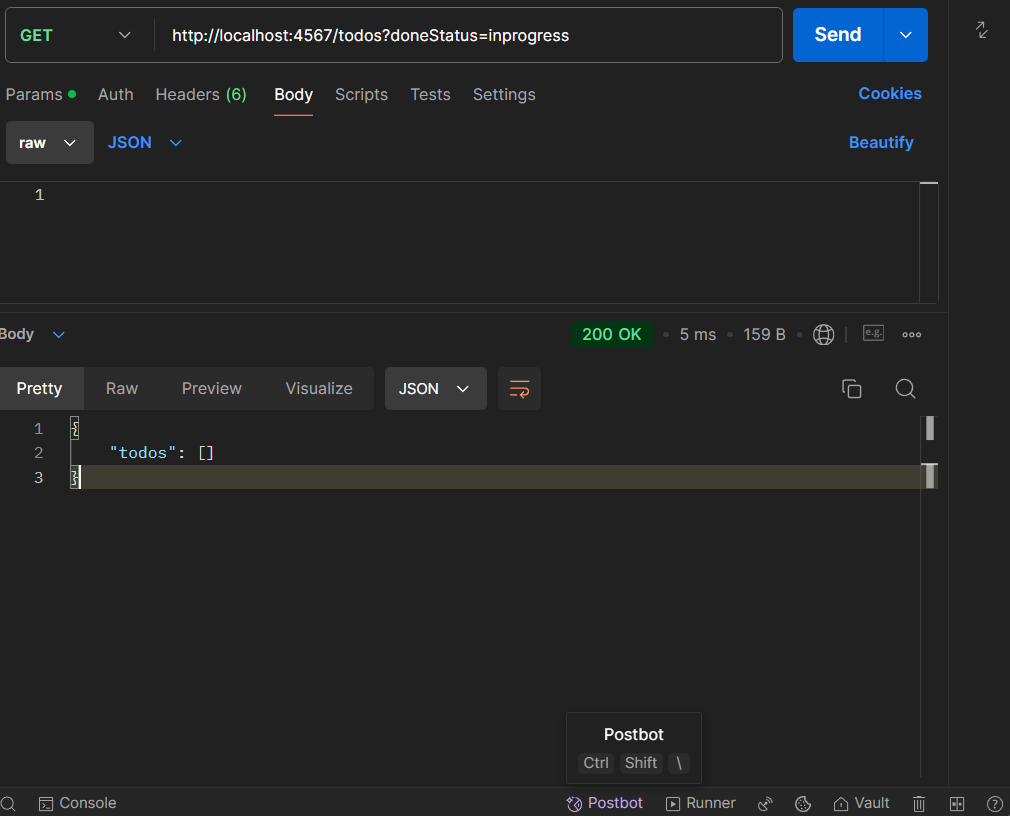 GET http://localhost:4567/todos?doneStatus=inprogress Send
Params Auth Headers (6) Body Scripts Tests Settings Cookies
raw JSON Beautify
1
Body 200 OK 5 ms 159 B e.g.
Pretty Raw Preview Visualize JSON
1 {
2 "todos": []
3 }
Postbot
Ctrl Shift \
Console Postbot Runner Vault